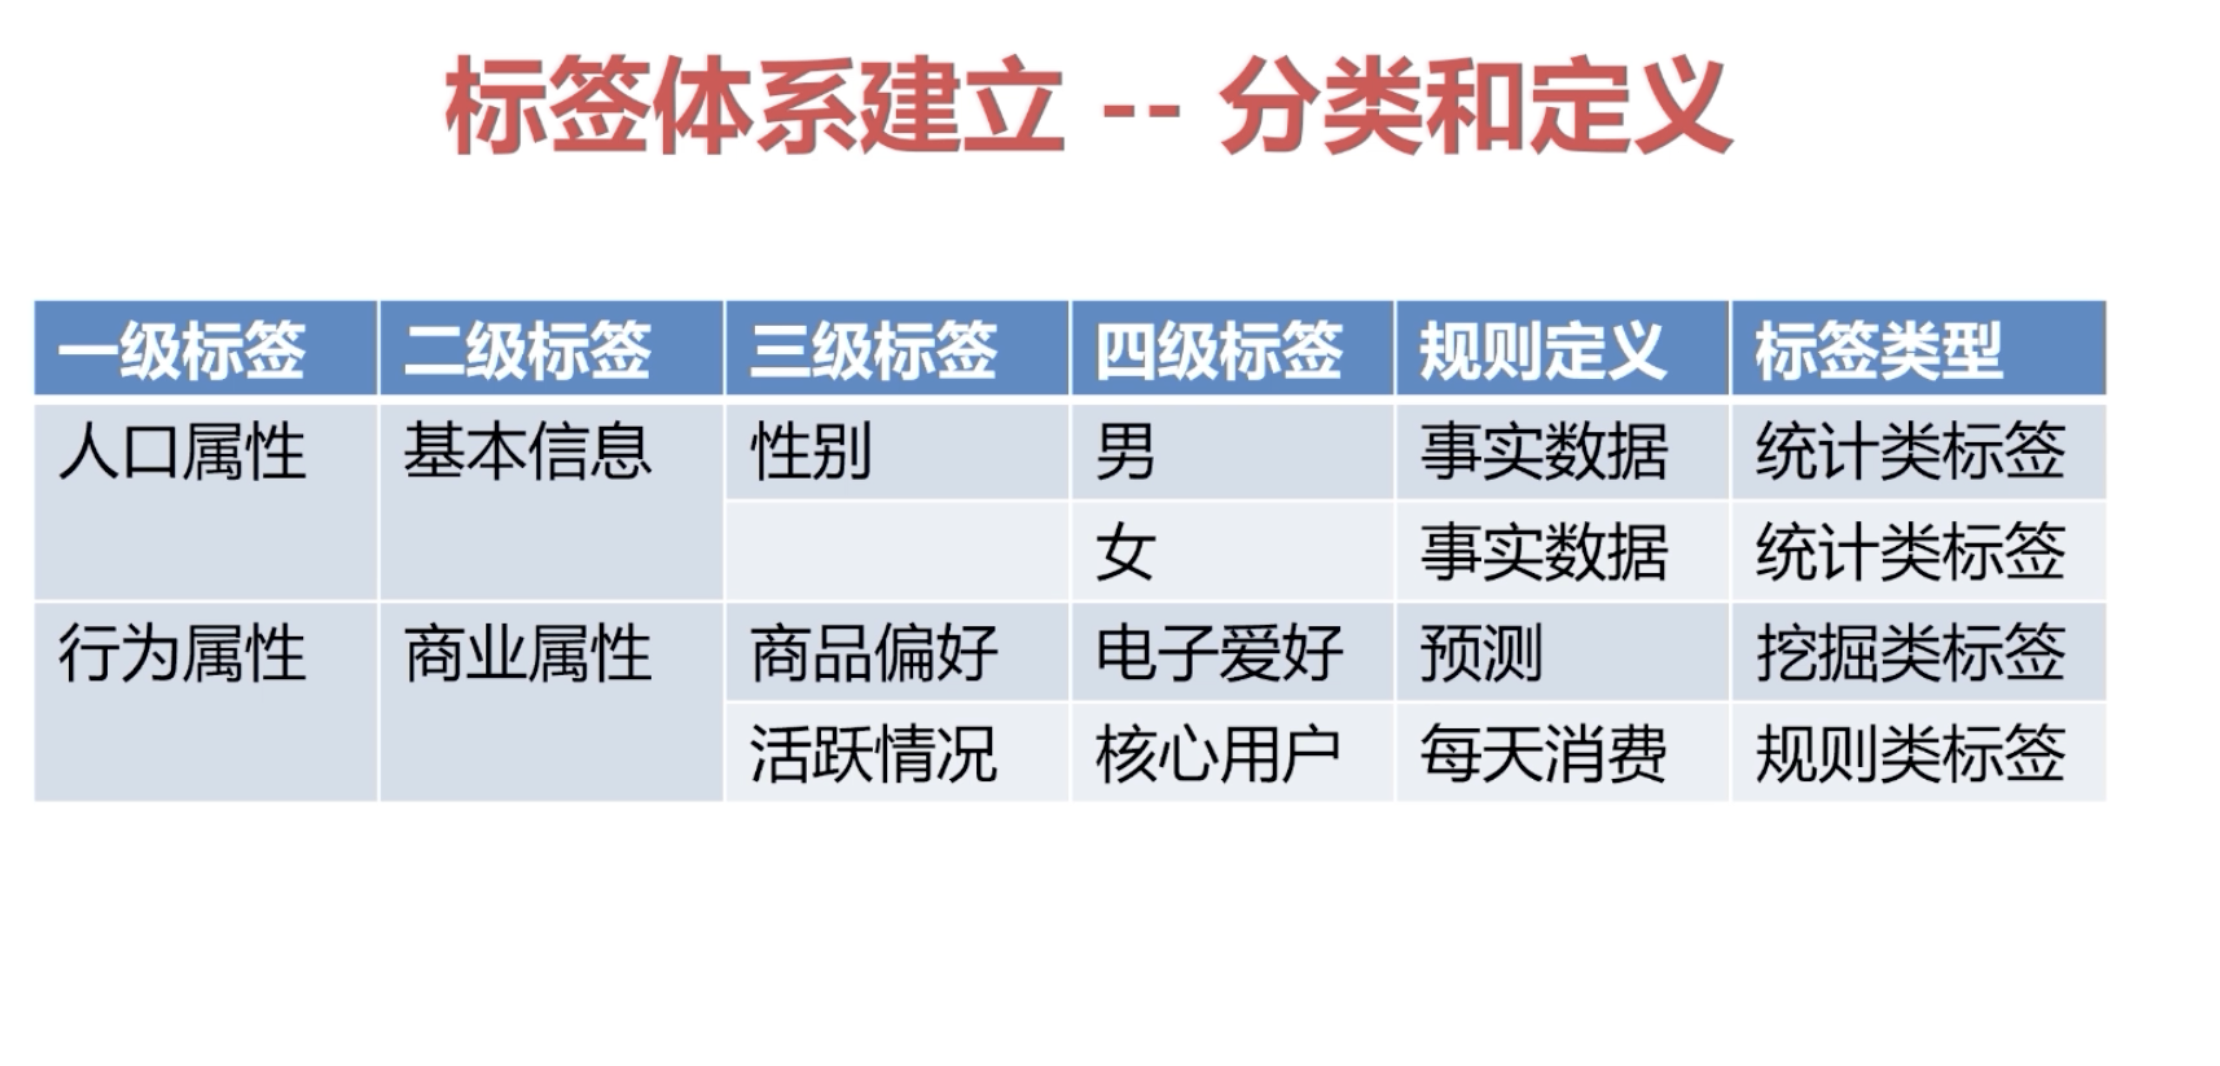 标签体系建立 -- 分类和定义
一级标签 二级标签 三级标签 四级标签 规则定义 标签类型
人口属性 基本信息 性别 男 事实数据 统计类标签
女 事实数据 统计类标签
行为属性 商业属性 商品偏好 电子爱好 预测 挖掘类标签
活跃情况 核心用户 每天消费 规则类标签